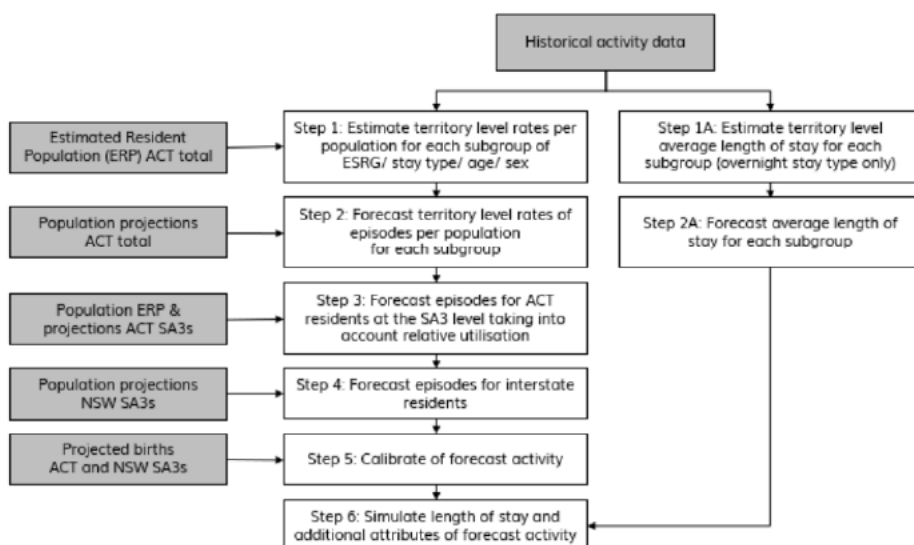 Historical activity data
Estimated Resident
Population (ERP) ACT total
Step 1: Estimate territory level rates per
population for each subgroup of
ESRG/ stay type/ age/ sex
Step 1A: Estimate territory level
average length of stay for each
subgroup (overnight stay type only)
Population projections
ACT total
Step 2: Forecast territory level rates of
episodes per population
for each subgroup
Step 2A: Forecast average length of
stay for each subgroup
Population ERP &
projections ACT SA3s
Step 3: Forecast episodes for ACT
residents at the SA3 level taking into
account relative utilisation
Population projections
NSW SA3s
Step 4: Forecast episodes for interstate
residents
Projected births
ACT and NSW SA3s
Step 5: Calibrate of forecast activity
Step 6: Simulate length of stay and
additional attributes of forecast activity